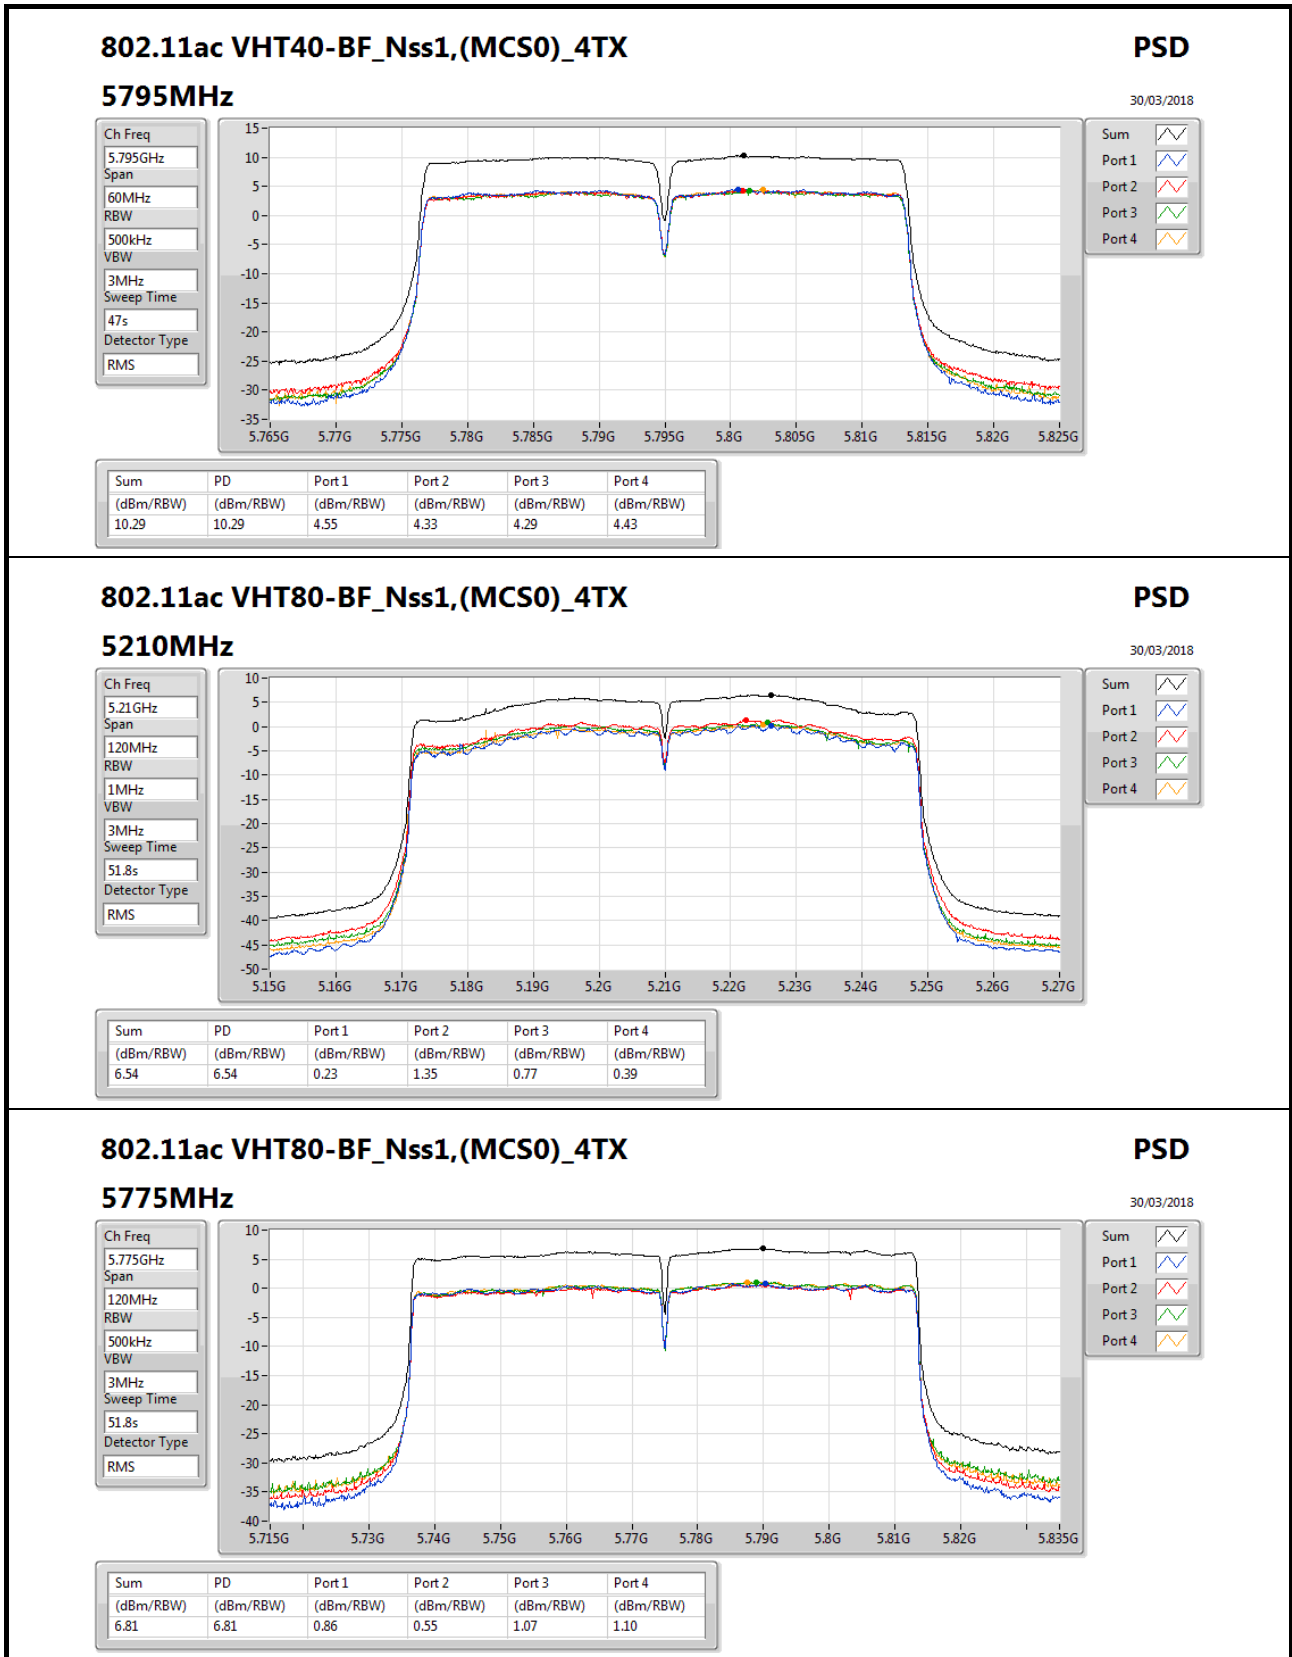 802.11ac VHT40-BF_Nss1,(MCS0)_4TX PSD
5795MHz 30/03/2018
Ch Freq
5.795GHz
Span
60MHz
RBW
500kHz
VBW
3MHz
Sweep Time
47s
Detector Type
RMS
15
10
5
0
-5
-10
-15
-20
-25
-30
-35
5.765G 5.77G 5.775G 5.78G 5.785G 5.79G 5.795G 5.8G 5.805G 5.81G 5.815G 5.82G 5.825G
Sum
Port 1
Port 2
Port 3
Port 4
Sum PD Port 1 Port 2 Port 3 Port 4
(dBm/RBW) (dBm/RBW) (dBm/RBW) (dBm/RBW) (dBm/RBW) (dBm/RBW)
10.29 10.29 4.55 4.33 4.29 4.43
802.11ac VHT80-BF_Nss1,(MCS0)_4TX PSD
5210MHz 30/03/2018
Ch Freq
5.21GHz
Span
120MHz
RBW
1MHz
VBW
3MHz
Sweep Time
51.8s
Detector Type
RMS
10
5
0
-5
-10
-15
-20
-25
-30
-35
-40
-45
-50
5.15G 5.16G 5.17G 5.18G 5.19G 5.2G 5.21G 5.22G 5.23G 5.24G 5.25G 5.26G 5.27G
Sum
Port 1
Port 2
Port 3
Port 4
Sum PD Port 1 Port 2 Port 3 Port 4
(dBm/RBW) (dBm/RBW) (dBm/RBW) (dBm/RBW) (dBm/RBW) (dBm/RBW)
6.54 6.54 0.23 1.35 0.77 0.39
802.11ac VHT80-BF_Nss1,(MCS0)_4TX PSD
5775MHz 30/03/2018
Ch Freq
5.775GHz
Span
120MHz
RBW
500kHz
VBW
3MHz
Sweep Time
51.8s
Detector Type
RMS
10
5
0
-5
-10
-15
-20
-25
-30
-35
-40
5.715G 5.73G 5.74G 5.75G 5.76G 5.77G 5.78G 5.79G 5.8G 5.81G 5.82G 5.835G
Sum
Port 1
Port 2
Port 3
Port 4
Sum PD Port 1 Port 2 Port 3 Port 4
(dBm/RBW) (dBm/RBW) (dBm/RBW) (dBm/RBW) (dBm/RBW) (dBm/RBW)
6.81 6.81 0.86 0.55 1.07 1.10